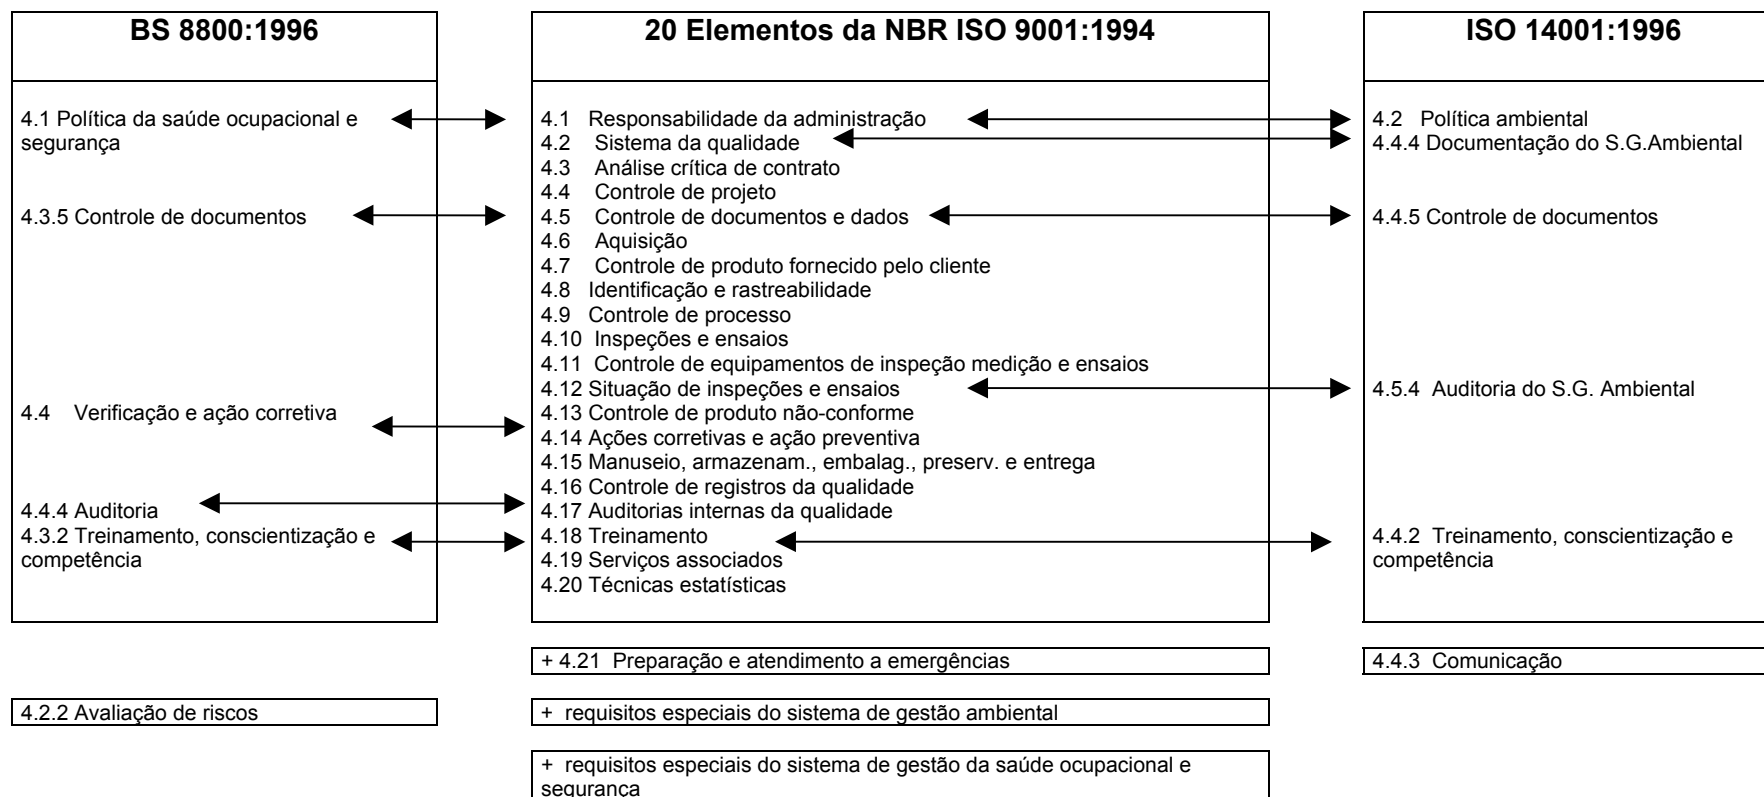 BS 8800:1996
4.1 Política da saúde ocupacional e
segurança
4.3.5 Controle de documentos
4.4 Verificação e ação corretiva
4.4.4 Auditoria
4.3.2 Treinamento, conscientização e
competência
4.2.2 Avaliação de riscos
20 Elementos da NBR ISO 9001:1994
4.1 Responsabilidade da administração
4.2 Sistema da qualidade
4.3 Análise crítica de contrato
4.4 Controle de projeto
4.5 Controle de documentos e dados
4.6 Aquisição
4.7 Controle de produto fornecido pelo cliente
4.8 Identificação e rastreabilidade
4.9 Controle de processo
4.10 Inspeções e ensaios
4.11 Controle de equipamentos de inspeção medição e ensaios
4.12 Situação de inspeções e ensaios
4.13 Controle de produto não-conforme
4.14 Ações corretivas e ação preventiva
4.15 Manuseio, armazenam., embalag., preserv. e entrega
4.16 Controle de registros da qualidade
4.17 Auditorias internas da qualidade
4.18 Treinamento
4.19 Serviços associados
4.20 Técnicas estatísticas
+ 4.21 Preparação e atendimento a emergências
+ requisitos especiais do sistema de gestão ambiental
+ requisitos especiais do sistema de gestão da saúde ocupacional e
segurança
ISO 14001:1996
4.2 Política ambiental
4.4.4 Documentação do S.G.Ambiental
4.4.5 Controle de documentos
4.5.4 Auditoria do S.G. Ambiental
4.4.2 Treinamento, conscientização e
competência
4.4.3 Comunicação